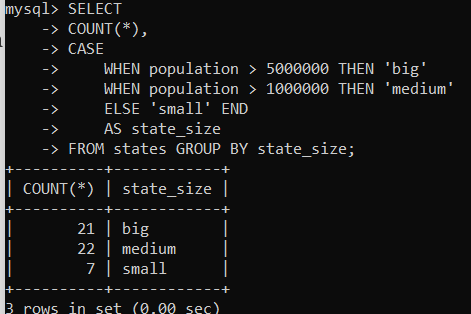 mysql> SELECT
    -> COUNT(*),
    -> CASE
    ->     WHEN population > 5000000 THEN 'big'
    ->     WHEN population > 1000000 THEN 'medium'
    ->     ELSE 'small' END
    ->     AS state_size
    -> FROM states GROUP BY state_size;
+----------+------------+
| COUNT(*) | state_size |
+----------+------------+
|       21 | big        |
|       22 | medium     |
|        7 | small      |
+----------+------------+
3 rows in set (0.00 sec)